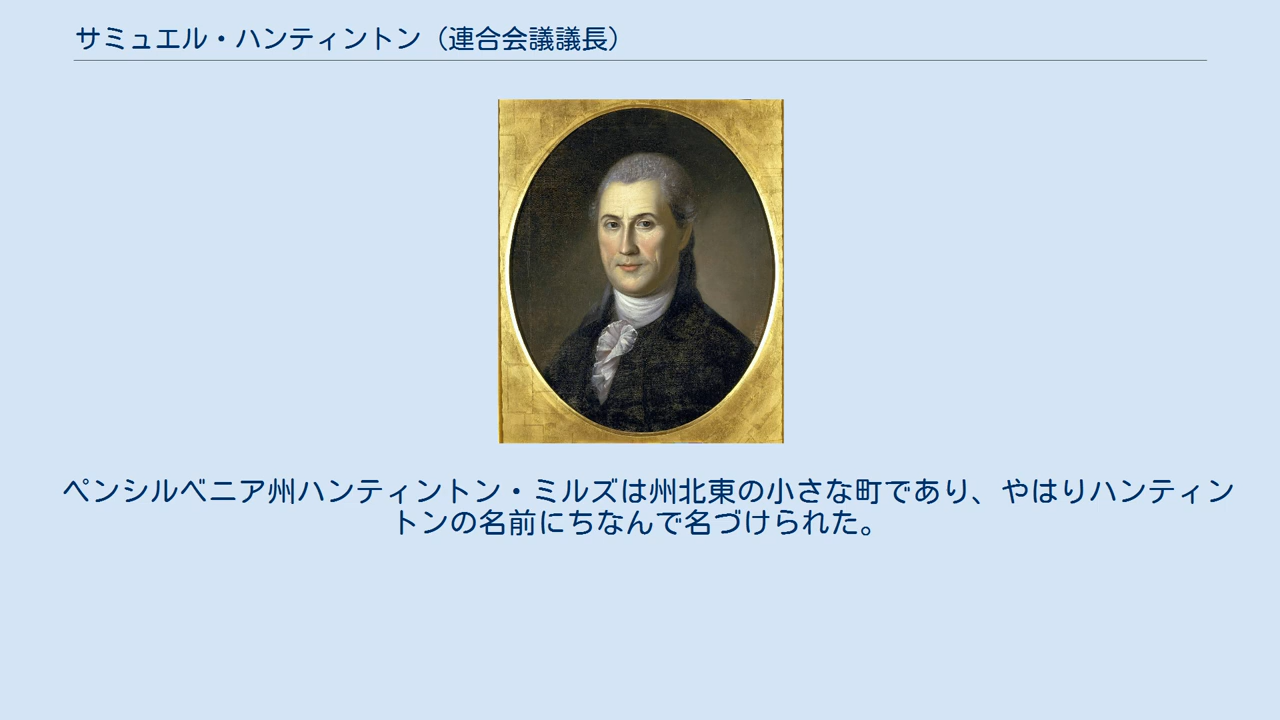 サミュエル・ハンティントン（連合会議議長）
ペンシルベニア州ハンティントン・ミルズは州北東の小さな町であり、やはりハンティン
トンの名前にちなんで名づけられた。